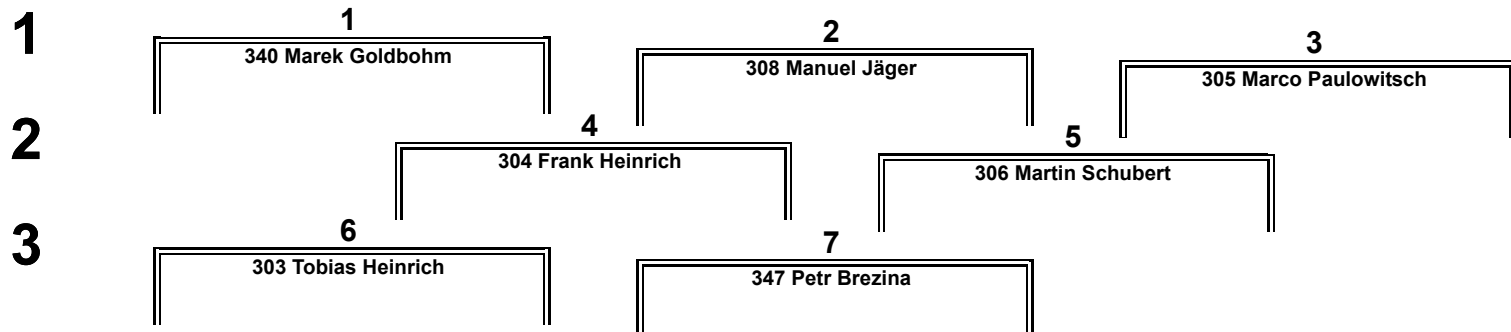 1
1
340 Marek Goldbohm
2
308 Manuel Jäger
3
305 Marco Paulowitsch
2
4
304 Frank Heinrich
5
306 Martin Schubert
3
6
303 Tobias Heinrich
7
347 Petr Brezina